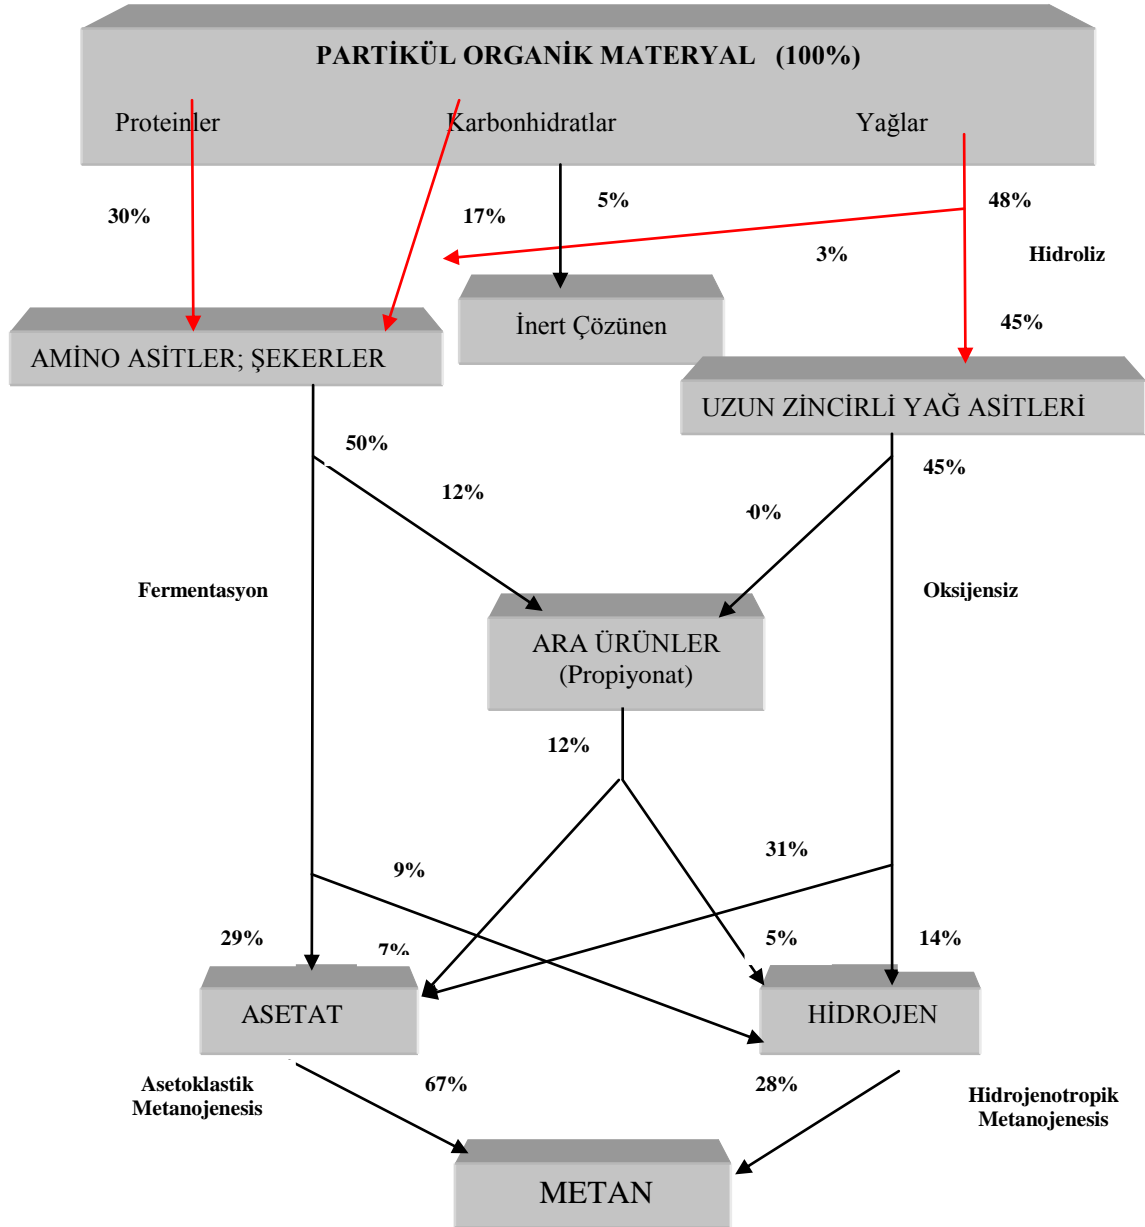 PARTİKÜL ORGANİK MATERYAL (100%)
Proteinler Karbonhidratlar Yağlar
30% 17% 5% 48%
3% Hidroliz
İnert Çözünen 45%
AMİNO ASİTLER; ŞEKERLER
UZUN ZİNCİRLİ YAĞ ASİTLERİ
50% 45%
12% ~0%
Fermentasyon Oksijensiz
ARA ÜRÜNLER
(Propiyonat)
12%
9% 31%
29% 7% 5% 14%
ASETAT HİDROJEN
Asetoklastik
Metanojenesis
67% 28%
Hidrojenotropik
Metanojenesis
METAN